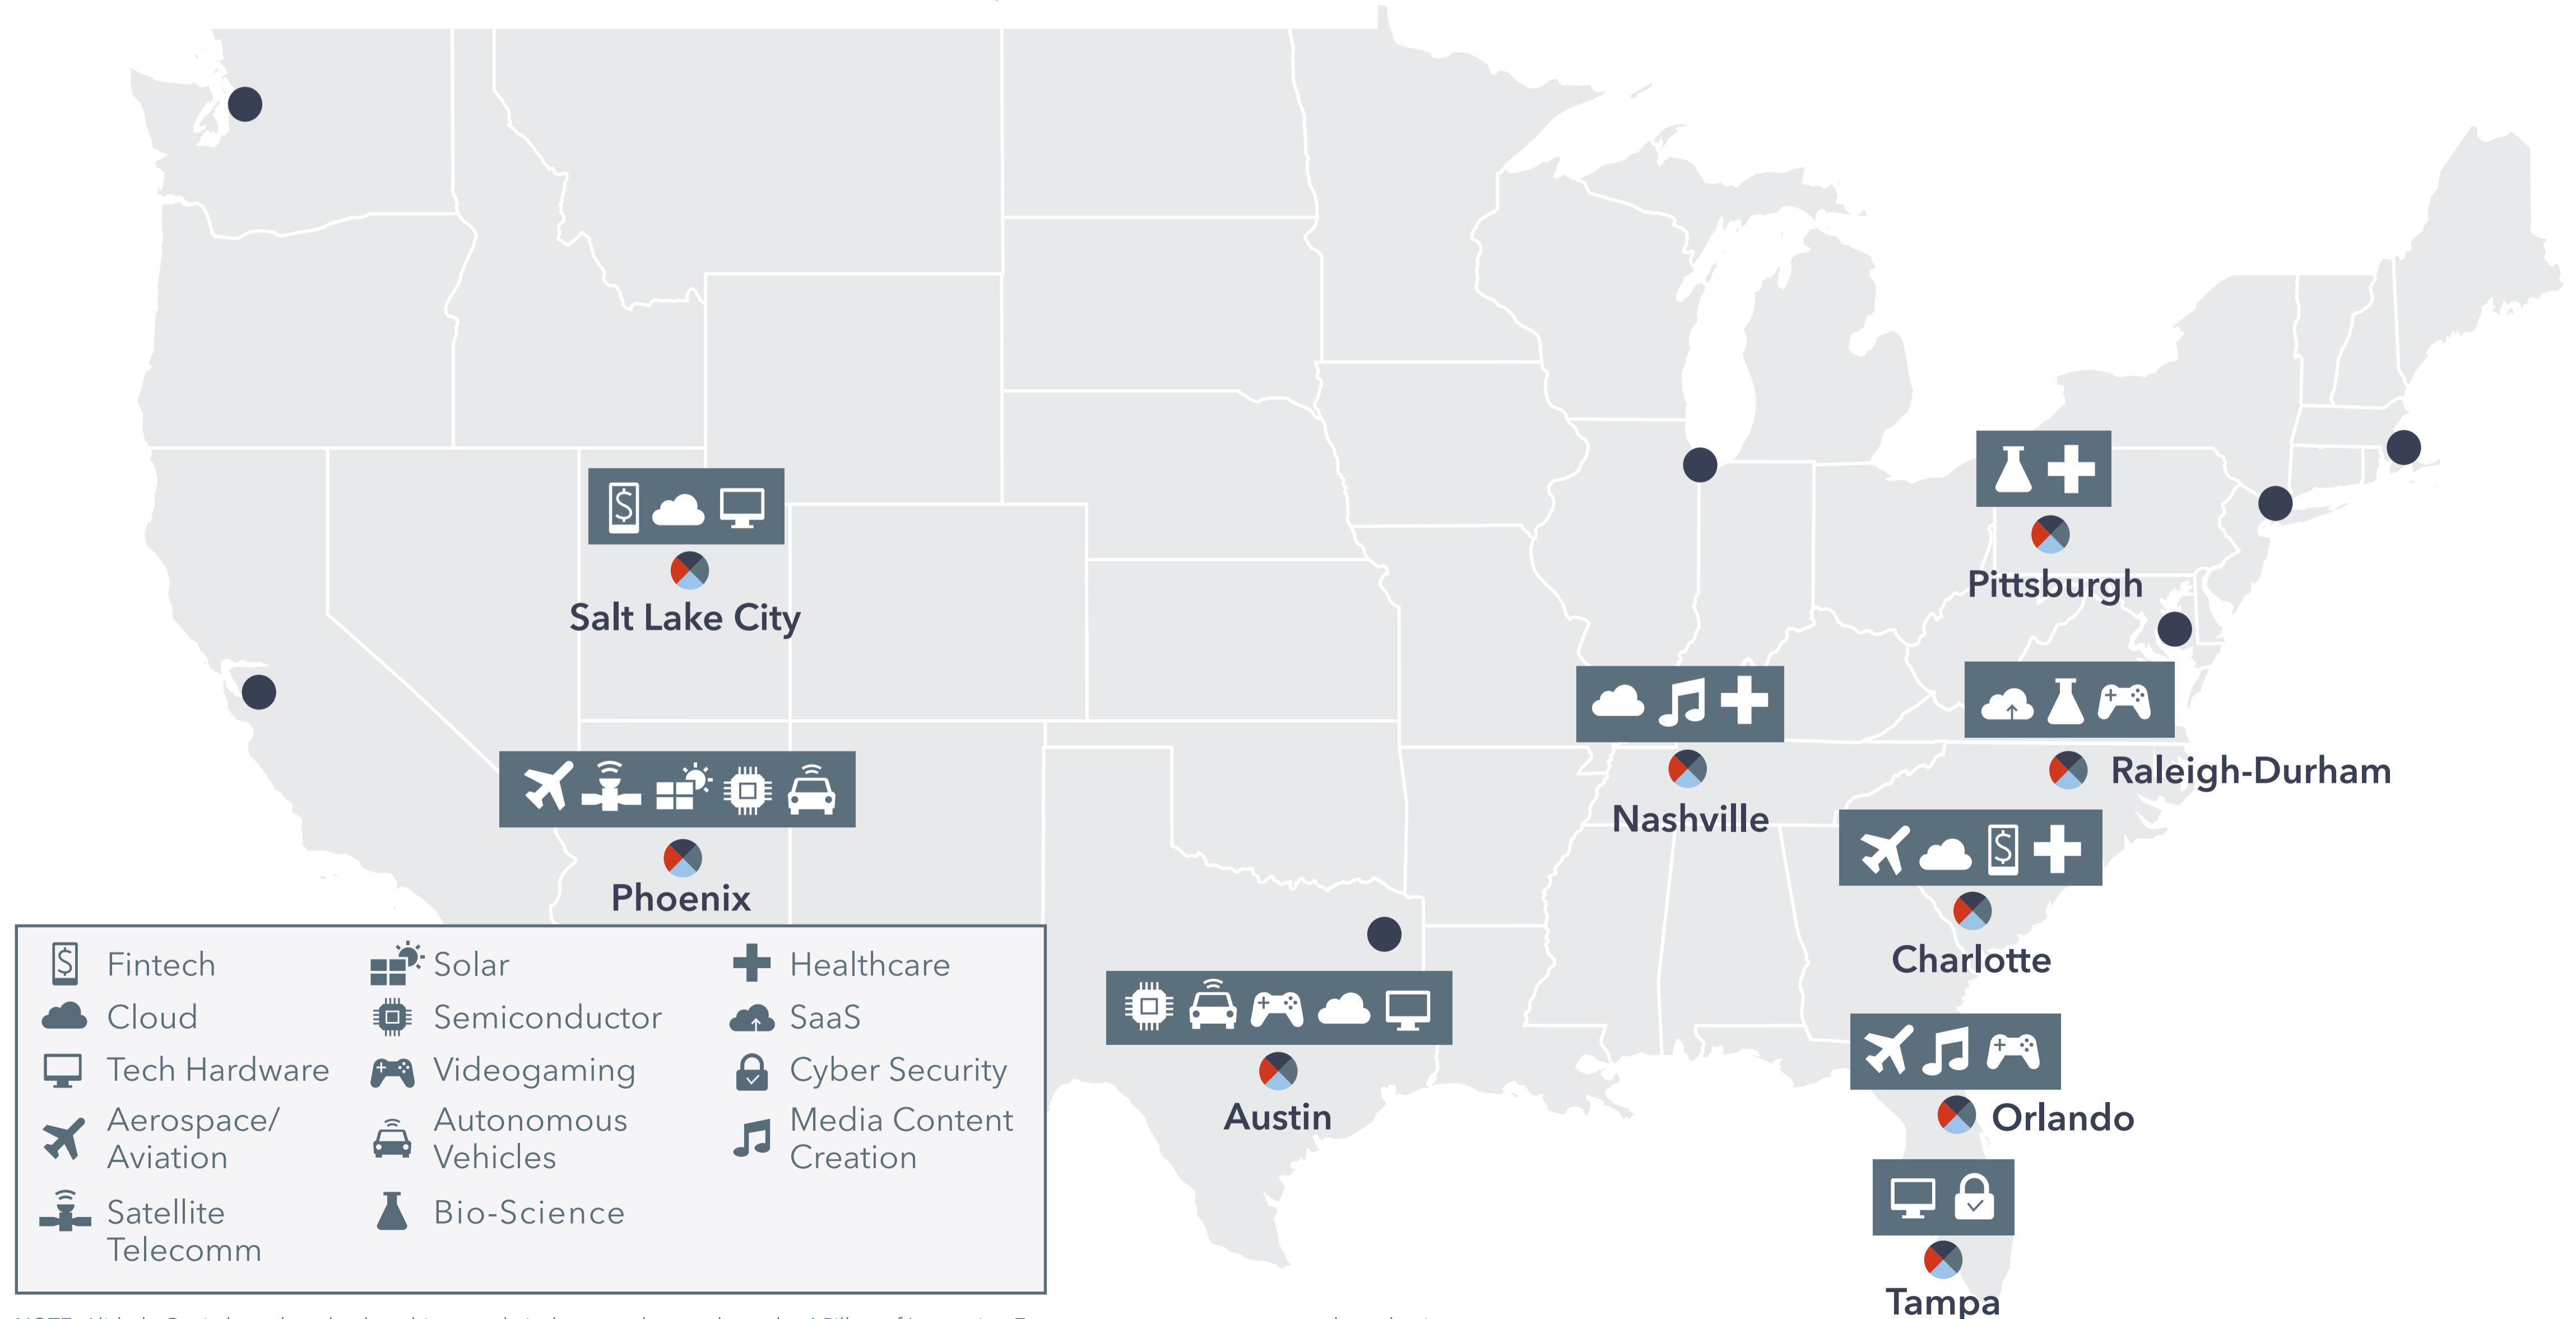 Salt Lake City
Pittsburgh
Phoenix
Nashville
Raleigh-Durham
Charlotte
Austin
Orlando
Tampa
Fintech
Cloud
Tech Hardware
Aerospace/
Aviation
Satellite
Telecomm
Solar
Semiconductor
Videogaming
Autonomous
Vehicles
Bio-Science
Healthcare
SaaS
Cyber Security
Media Content
Creation